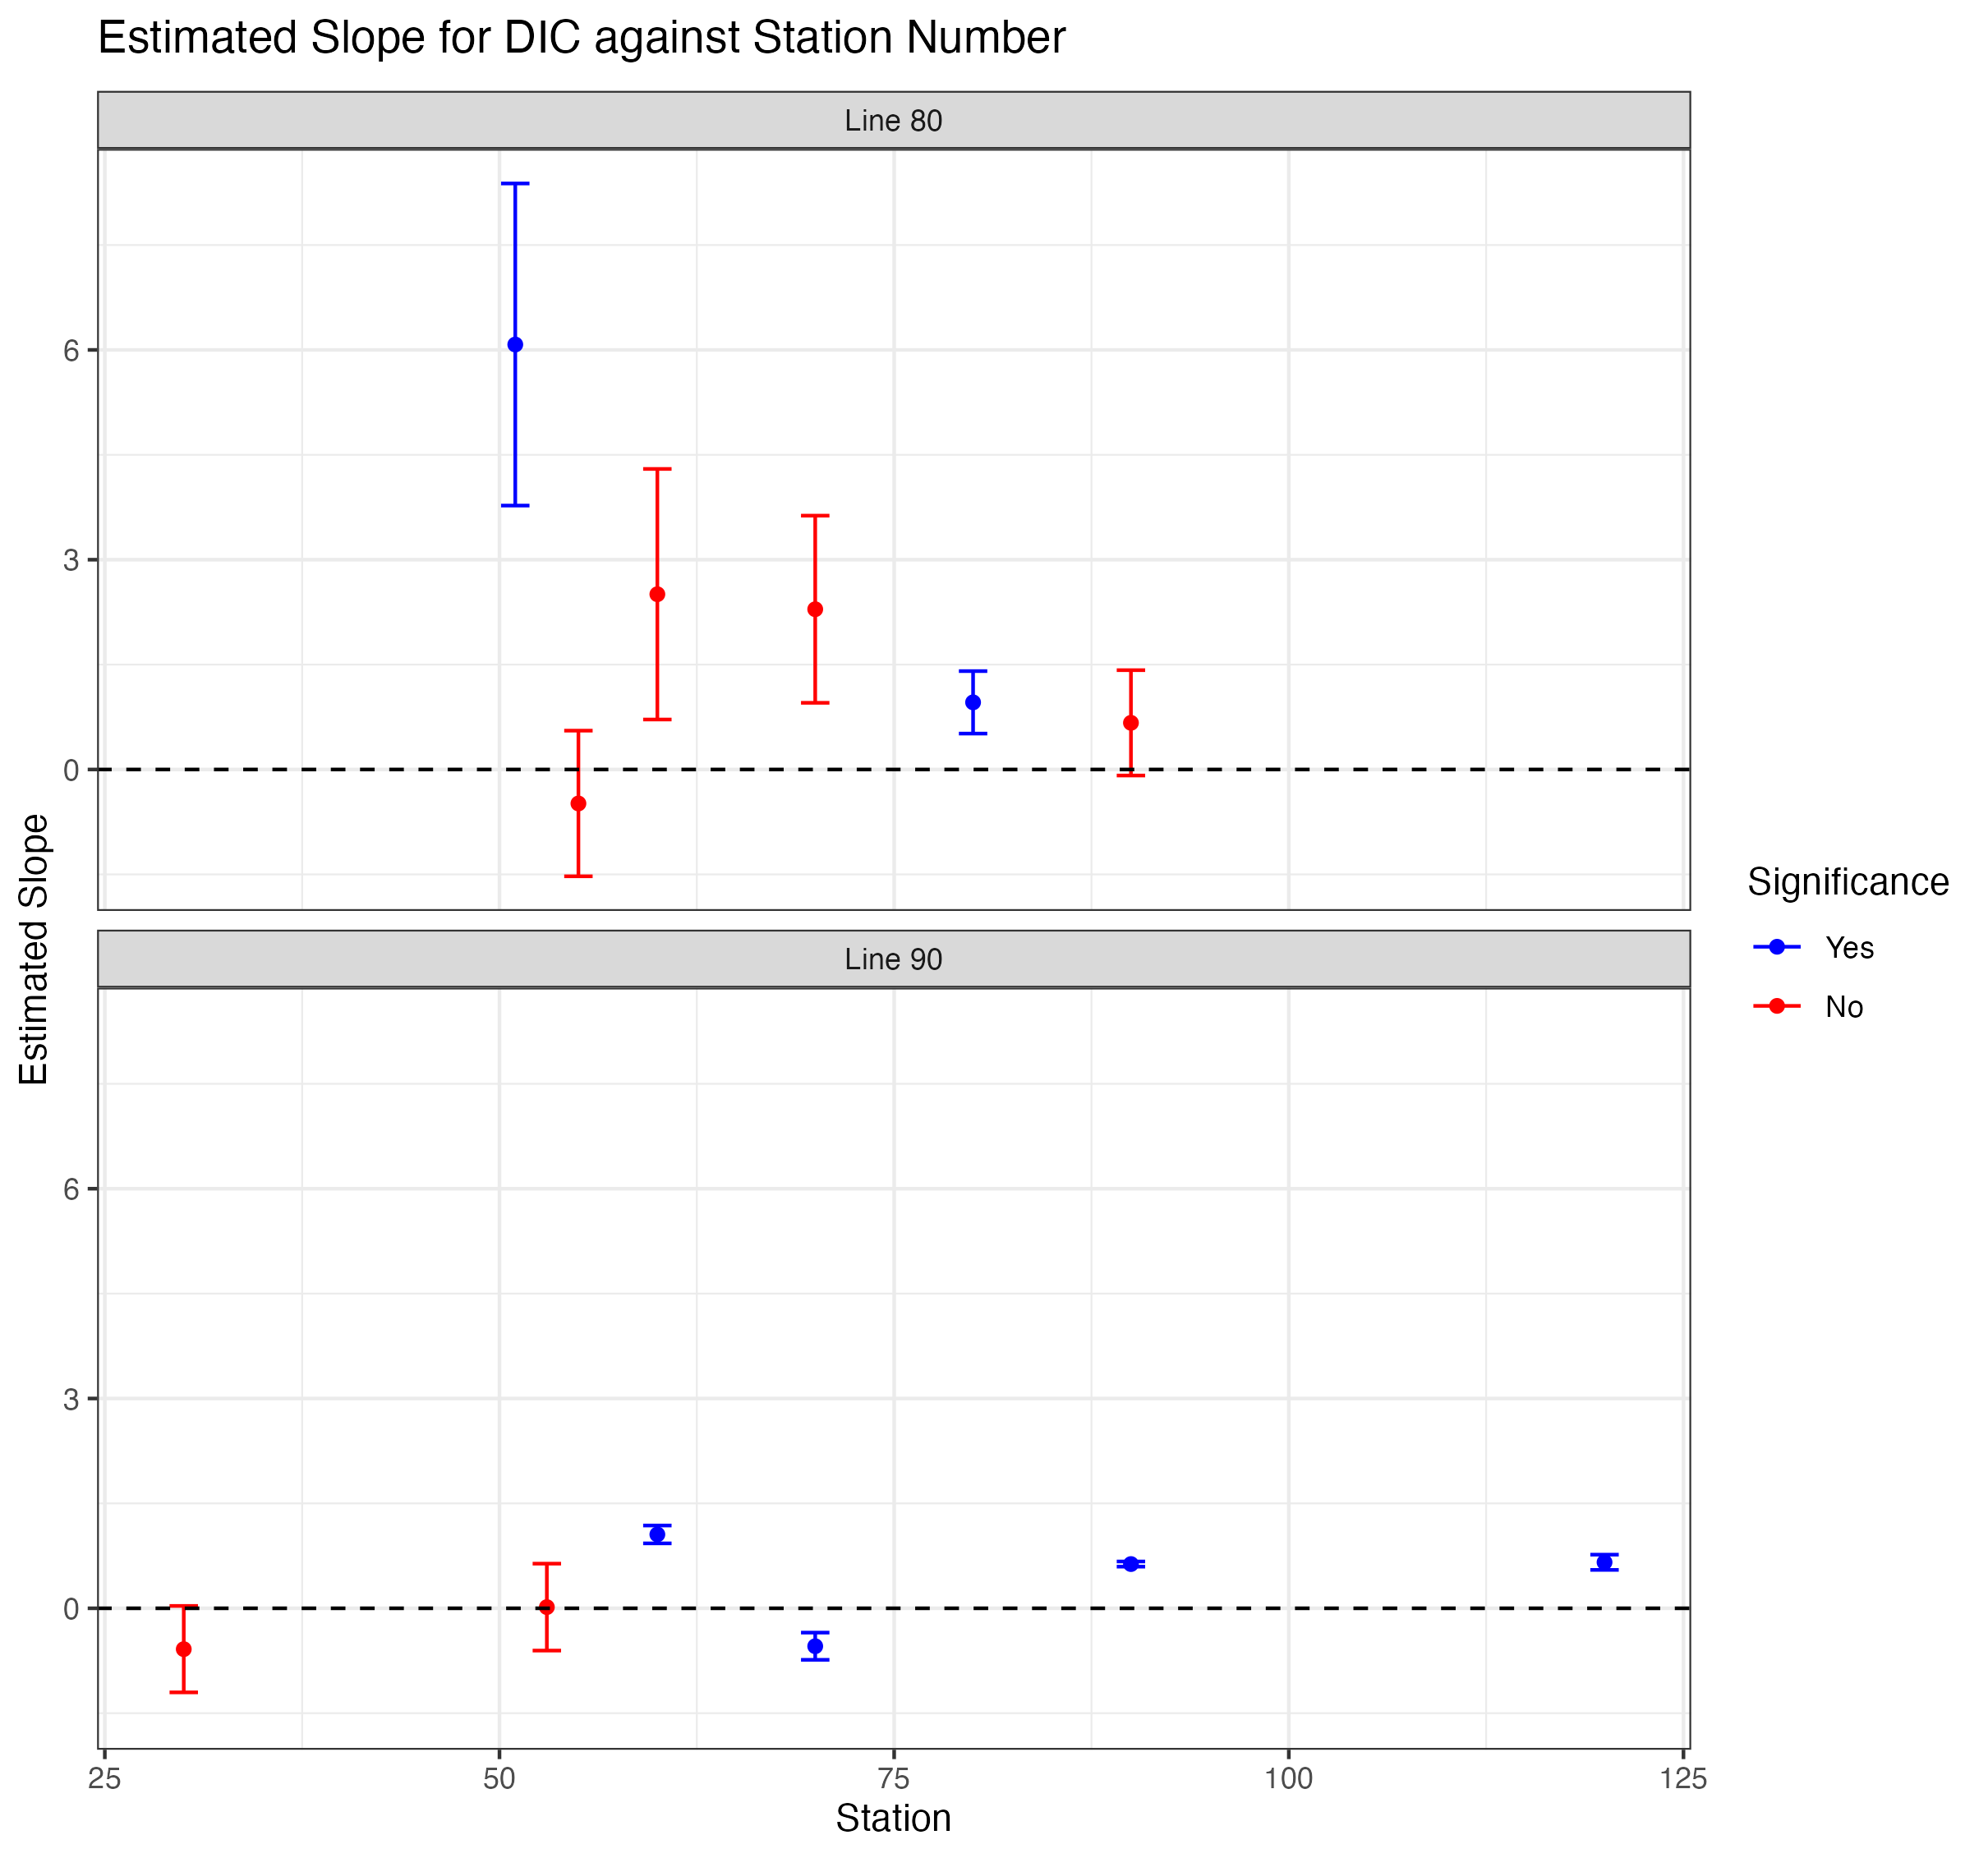 Estimated Slope for DIC against Station Number
Line 80
6
3
0
Line 90
6
3
0
25 50 75 100 125
Station
Estimated Slope
Significance
Yes
No